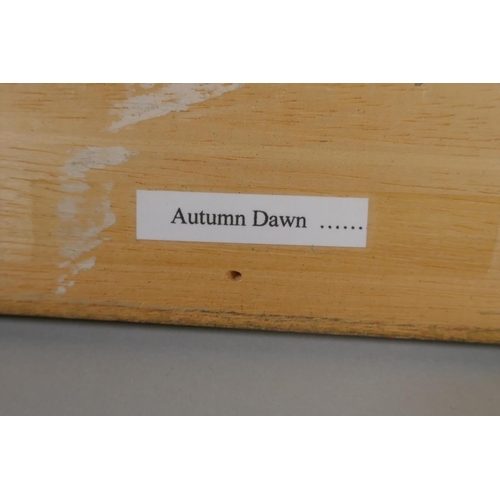 Autumn Dawn ......